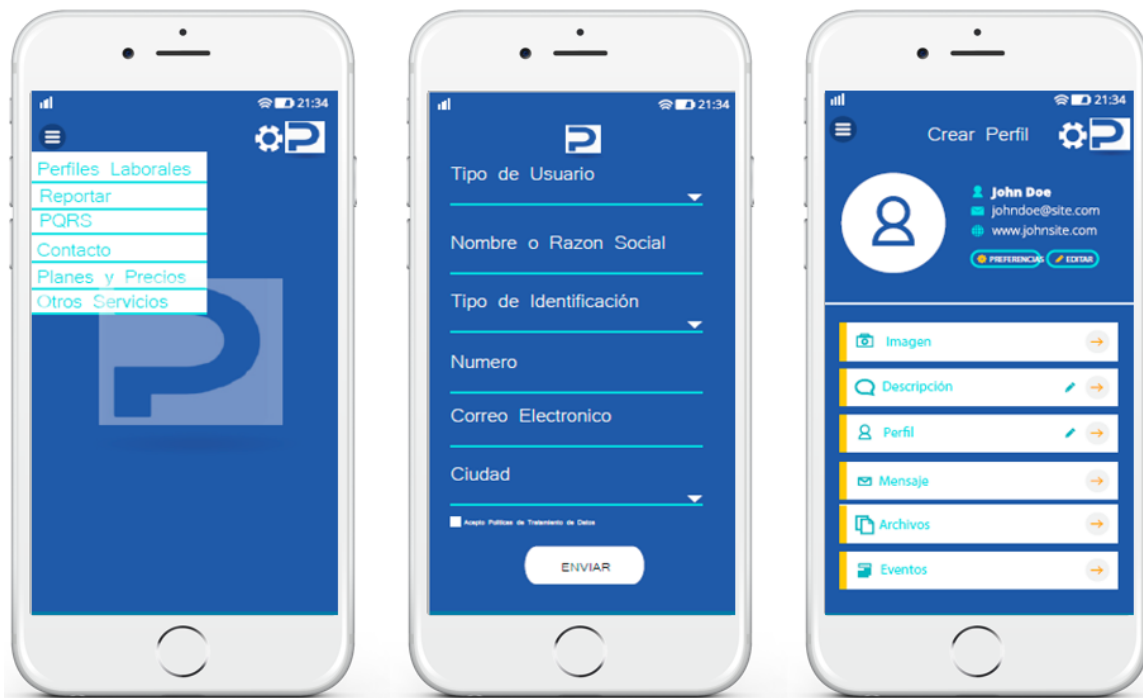 21:34
Perfiles Laborales
Reportar
PQRS
Contacto
Planes y Precios
Otros Servicios
P
21:34
P
Tipo de Usuario
Nombre o Razon Social
Tipo de Identificación
Numero
Correo Electronico
Ciudad
Acepto Politicas de Tratamiento de Datos
ENVIAR
21:34
Crear Perfil
P
John Doe
johndoe@site.com
www.johnsite.com
PREFERENCIAS
EDITAR
Imagen
Descripción
Perfil
Mensaje
Archivos
Eventos